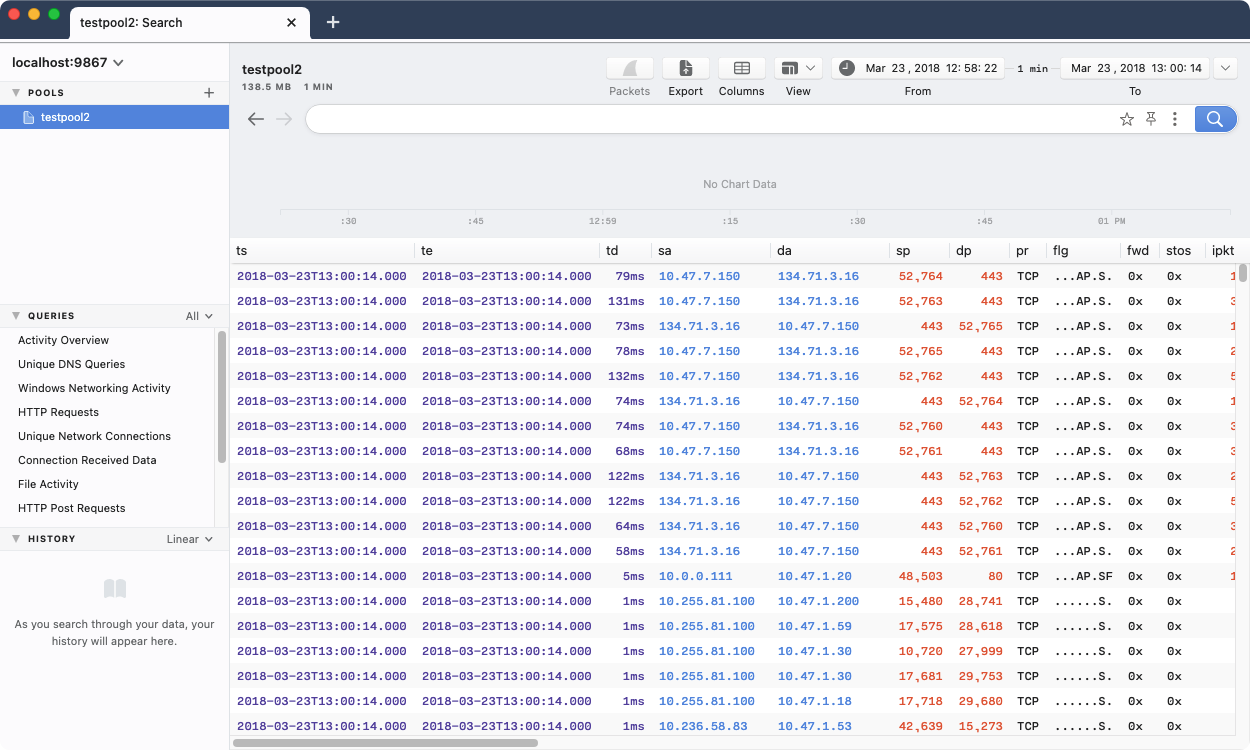 testpool2: Search
localhost:9867
POOLS
testpool2
testpool2
138.5 MB 1 MIN
Packets
Export
Columns
View
Mar 23 , 2018 12:58:22
From
1 min
Mar 23 , 2018 13:00:14
To
No Chart Data
:30 :45 12:59 :15 :30 :45 01 PM
QUERIES All
Activity Overview
Unique DNS Queries
Windows Networking Activity
HTTP Requests
Unique Network Connections
Connection Received Data
File Activity
HTTP Post Requests
HISTORY Linear
As you search through your data, your
history will appear here.
ts te td sa da sp dp pr flg fwd stos ipkt
2018-03-23T13:00:14.000 2018-03-23T13:00:14.000 79ms 10.47.7.150 134.71.3.16 52,764 443 TCP ...AP.S. 0x 0x 1
2018-03-23T13:00:14.000 2018-03-23T13:00:14.000 131ms 10.47.7.150 134.71.3.16 52,763 443 TCP ...AP.S. 0x 0x 3
2018-03-23T13:00:14.000 2018-03-23T13:00:14.000 73ms 134.71.3.16 10.47.7.150 443 52,765 TCP ...AP.S. 0x 0x 1
2018-03-23T13:00:14.000 2018-03-23T13:00:14.000 78ms 10.47.7.150 134.71.3.16 52,765 443 TCP ...AP.S. 0x 0x 2
2018-03-23T13:00:14.000 2018-03-23T13:00:14.000 132ms 10.47.7.150 134.71.3.16 52,762 443 TCP ...AP.S. 0x 0x 5
2018-03-23T13:00:14.000 2018-03-23T13:00:14.000 74ms 134.71.3.16 10.47.7.150 443 52,764 TCP ...AP.S. 0x 0x 1
2018-03-23T13:00:14.000 2018-03-23T13:00:14.000 74ms 10.47.7.150 134.71.3.16 52,760 443 TCP ...AP.S. 0x 0x 3
2018-03-23T13:00:14.000 2018-03-23T13:00:14.000 68ms 10.47.7.150 134.71.3.16 52,761 443 TCP ...AP.S. 0x 0x 3
2018-03-23T13:00:14.000 2018-03-23T13:00:14.000 122ms 134.71.3.16 10.47.7.150 443 52,763 TCP ...AP.S. 0x 0x 2
2018-03-23T13:00:14.000 2018-03-23T13:00:14.000 122ms 134.71.3.16 10.47.7.150 443 52,762 TCP ...AP.S. 0x 0x 5
2018-03-23T13:00:14.000 2018-03-23T13:00:14.000 64ms 134.71.3.16 10.47.7.150 443 52,760 TCP ...AP.S. 0x 0x 3
2018-03-23T13:00:14.000 2018-03-23T13:00:14.000 58ms 134.71.3.16 10.47.7.150 443 52,761 TCP ...AP.S. 0x 0x 2
2018-03-23T13:00:14.000 2018-03-23T13:00:14.000 5ms 10.0.0.111 10.47.1.20 48,503 80 TCP ...AP.SF 0x 0x 1
2018-03-23T13:00:14.000 2018-03-23T13:00:14.000 1ms 10.255.81.100 10.47.1.200 15,480 28,741 TCP ......S. 0x 0x
2018-03-23T13:00:14.000 2018-03-23T13:00:14.000 1ms 10.255.81.100 10.47.1.59 17,575 28,618 TCP ......S. 0x 0x
2018-03-23T13:00:14.000 2018-03-23T13:00:14.000 1ms 10.255.81.100 10.47.1.30 10,720 27,999 TCP ......S. 0x 0x
2018-03-23T13:00:14.000 2018-03-23T13:00:14.000 1ms 10.255.81.100 10.47.1.30 17,681 29,753 TCP ......S. 0x 0x
2018-03-23T13:00:14.000 2018-03-23T13:00:14.000 1ms 10.255.81.100 10.47.1.18 17,718 29,680 TCP ......S. 0x 0x
2018-03-23T13:00:14.000 2018-03-23T13:00:14.000 1ms 10.236.58.83 10.47.1.53 42,639 15,273 TCP ......S. 0x 0x